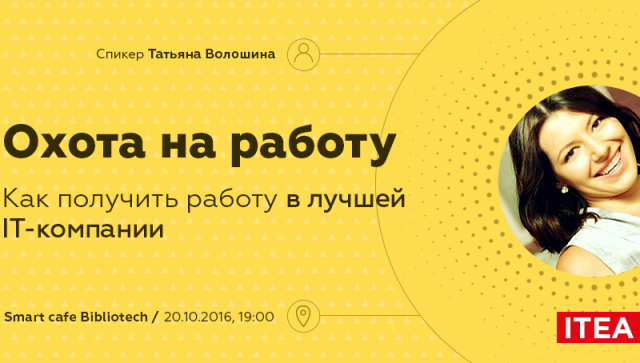 Спикер Татьяна Волошина
Охота на работу
Как получить работу в лучшей
IT-компании
Smart cafe Bibliotech / 20.10.2016, 19:00
ITEA